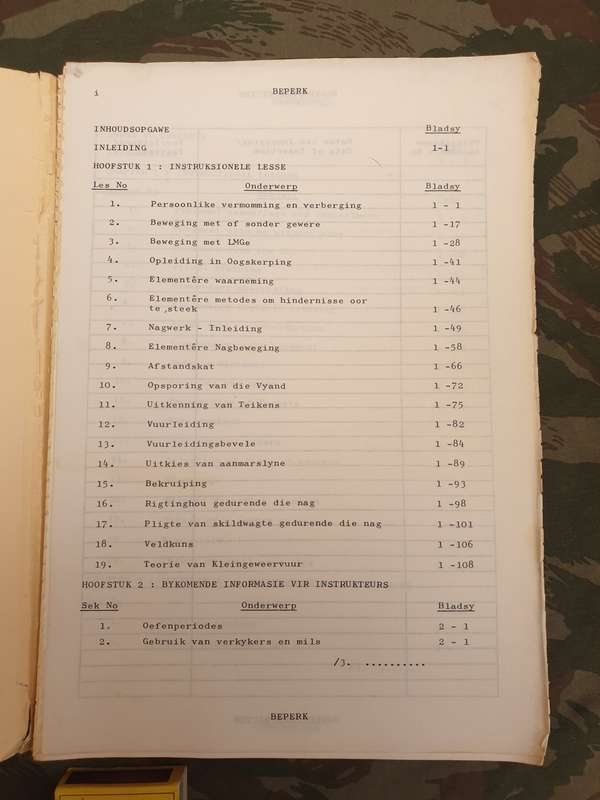 i
BEPERK
INHOUDSOPGAWE Bladsy
INLEIDING 1-1
HOOFSTUK 1 : INSTRUKSIONELE LESSE
Les No Onderwerp Bladsy
1. Persoonlike vermomming en verberging 1 - 1
2. Beweging met of sonder gewere 1 -17
3. Beweging met LMGe 1 -28
4. Opleiding in Oogskerping 1 -41
5. Elementêre waarneming 1 -44
6. Elementêre metodes om hindernisse oor
te steek 1 -46
7. Nagwerk - Inleiding 1 -49
8. Elementêre Nagbeweging 1 -58
9. Afstandskat 1 -66
10. Opsporing van die Vyand 1 -72
11. Uitkenning van Teikens 1 -75
12. Vuurleiding 1 -82
13. Vuurleidingsbevele 1 -84
14. Uitkies van aanmarslyne 1 -89
15. Bekruiping 1 -93
16. Rigtinghou gedurende die nag 1 -98
17. Pligte van skildwagte gedurende die nag 1 -101
18. Veldkuns 1 -106
19. Teorie van Kleingeweervuur 1 -108
HOOFSTUK 2 : BYKOMENDE INFORMASIE VIR INSTRUKTEURS
Sek No Onderwerp Bladsy
1. Oefenperiodes 2 - 1
2. Gebruik van verkykers en mils 2 - 1
/3. ..........
BEPERK